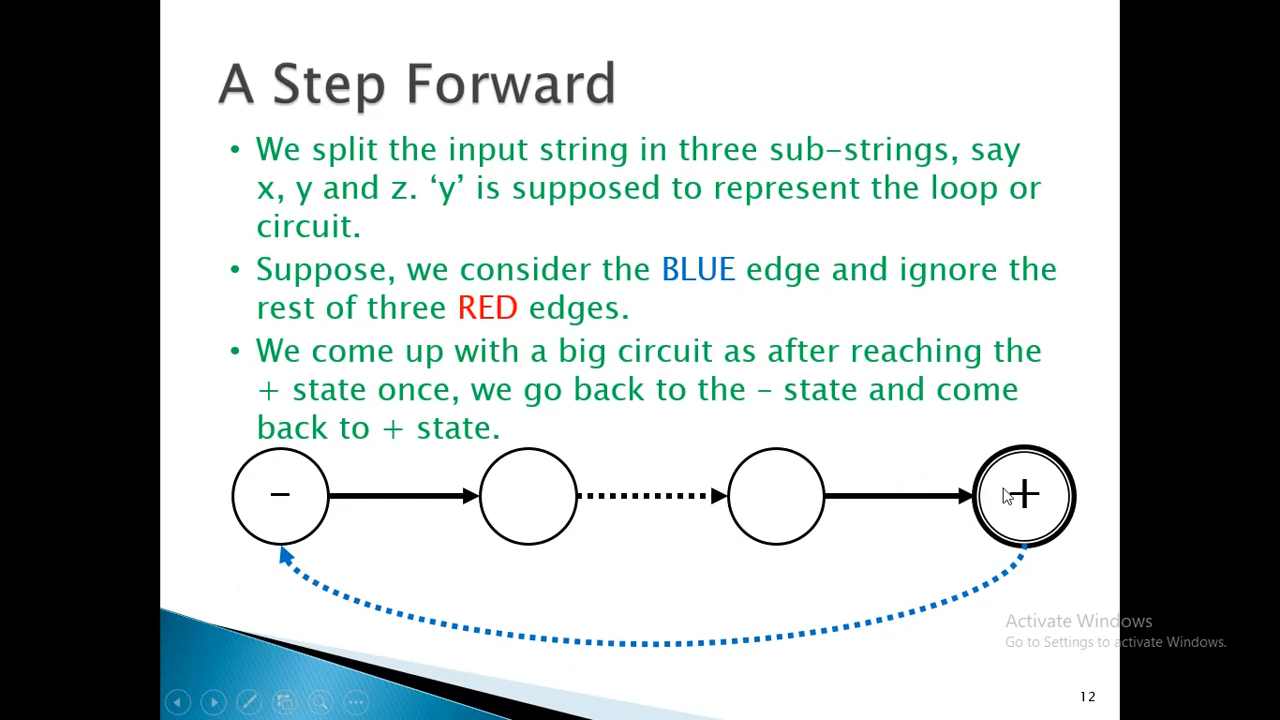 A Step Forward
• We split the input string in three sub-strings, say
x, y and z. ‘y’ is supposed to represent the loop or
circuit.
• Suppose, we consider the BLUE edge and ignore the
rest of three RED edges.
• We come up with a big circuit as after reaching the
+ state once, we go back to the – state and come
back to + state.
– +
Activate Windows
Go to Settings to activate Windows.
12